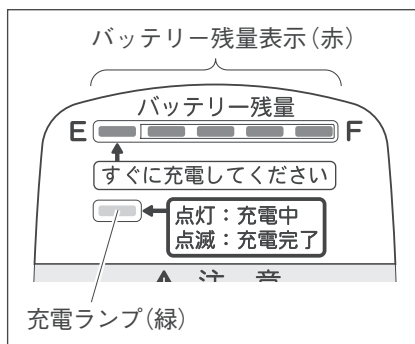 バッテリー残量表示(赤)
バッテリー残量
E F
すぐに充電してください
点灯：充電中
点滅：充電完了
注 意
充電ランプ(緑)